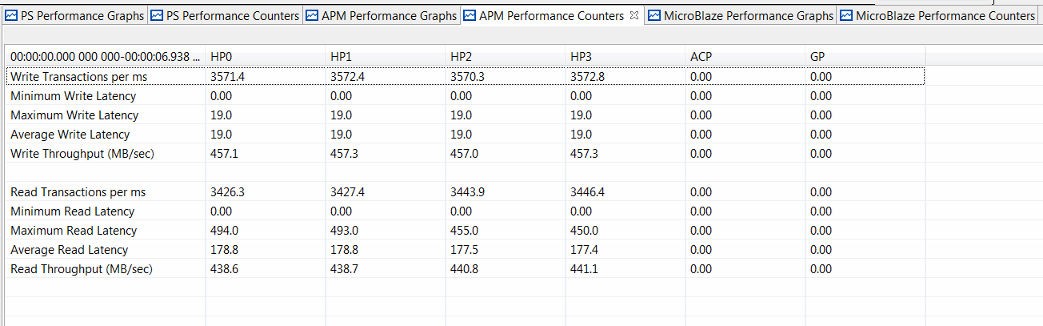 PS Performance Graphs PS Performance Counters APM Performance Graphs APM Performance Counters MicroBlaze Performance Graphs MicroBlaze Performance Counters
00:00:00.000 000 000-00:00:06.938 ... HP0 HP1 HP2 HP3 ACP GP
Write Transactions per ms 3571.4 3572.4 3570.3 3572.8 0.00 0.00
Minimum Write Latency 0.00 0.00 0.00 0.00 0.00 0.00
Maximum Write Latency 19.0 19.0 19.0 19.0 0.00 0.00
Average Write Latency 19.0 19.0 19.0 19.0 0.00 0.00
Write Throughput (MB/sec) 457.1 457.3 457.0 457.3 0.00 0.00
Read Transactions per ms 3426.3 3427.4 3443.9 3446.4 0.00 0.00
Minimum Read Latency 0.00 0.00 0.00 0.00 0.00 0.00
Maximum Read Latency 494.0 493.0 455.0 450.0 0.00 0.00
Average Read Latency 178.8 178.8 177.5 177.4 0.00 0.00
Read Throughput (MB/sec) 438.6 438.7 440.8 441.1 0.00 0.00